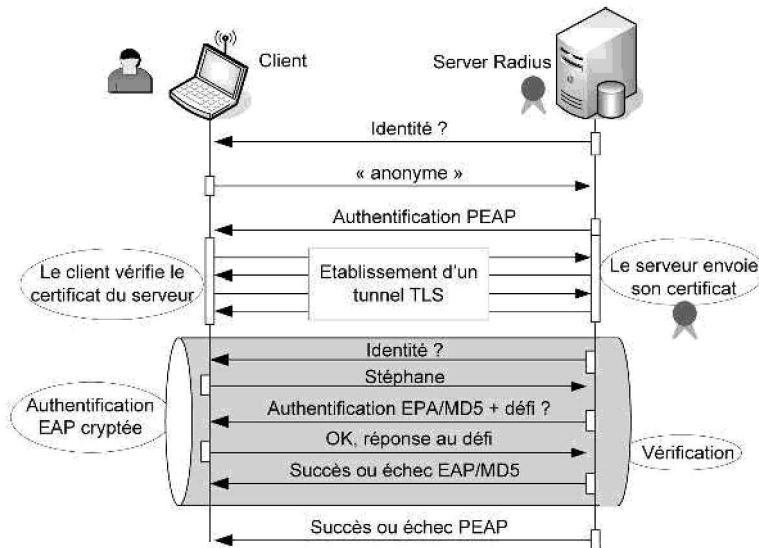 Client
Server Radius
Identité ?
« anonyme »
Authentification PEAP
Le client vérifie le
certificat du serveur
Etablissement d'un
tunnel TLS
Le serveur envoie
son certificat
Identité ?
Stéphane
Authentification
EAP cryptée
Authentification EPA/MD5 + défi ?
OK, réponse au défi
Vérification
Succès ou échec EAP/MD5
Succès ou échec PEAP